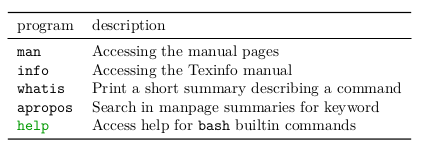 program description
man Accessing the manual pages
info Accessing the Texinfo manual
whatis Print a short summary describing a command
apropos Search in manpage summaries for keyword
help Access help for bash builtin commands